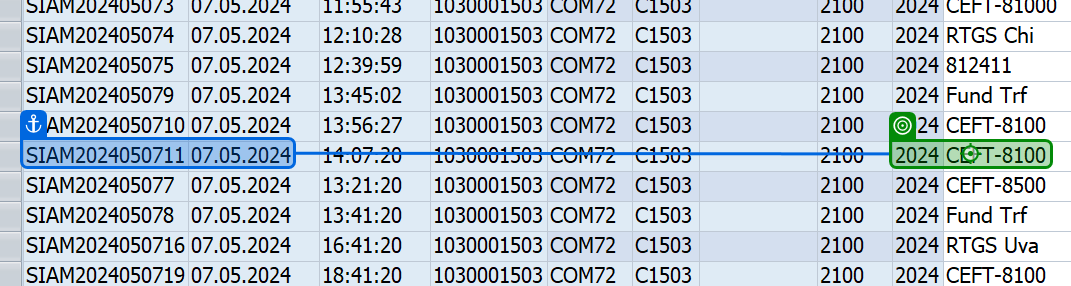 SIAM202405073 07.05.2024 11:55:43 1030001503 COM72 C1503 2100 2024 CEFT-81000
SIAM202405074 07.05.2024 12:10:28 1030001503 COM72 C1503 2100 2024 RTGS Chi
SIAM202405075 07.05.2024 12:39:59 1030001503 COM72 C1503 2100 2024 812411
SIAM202405079 07.05.2024 13:45:02 1030001503 COM72 C1503 2100 2024 Fund Trf
SIAM2024050710 07.05.2024 13:56:27 1030001503 COM72 C1503 2100 2024 CEFT-8100
SIAM2024050711 07.05.2024 14:07:20 1030001503 COM72 C1503 2100 2024 CEFT-8100
SIAM202405077 07.05.2024 13:21:20 1030001503 COM72 C1503 2100 2024 CEFT-8500
SIAM202405078 07.05.2024 13:41:20 1030001503 COM72 C1503 2100 2024 Fund Trf
SIAM2024050716 07.05.2024 16:41:20 1030001503 COM72 C1503 2100 2024 RTGS Uva
SIAM2024050719 07.05.2024 18:41:20 1030001503 COM72 C1503 2100 2024 CEFT-8100